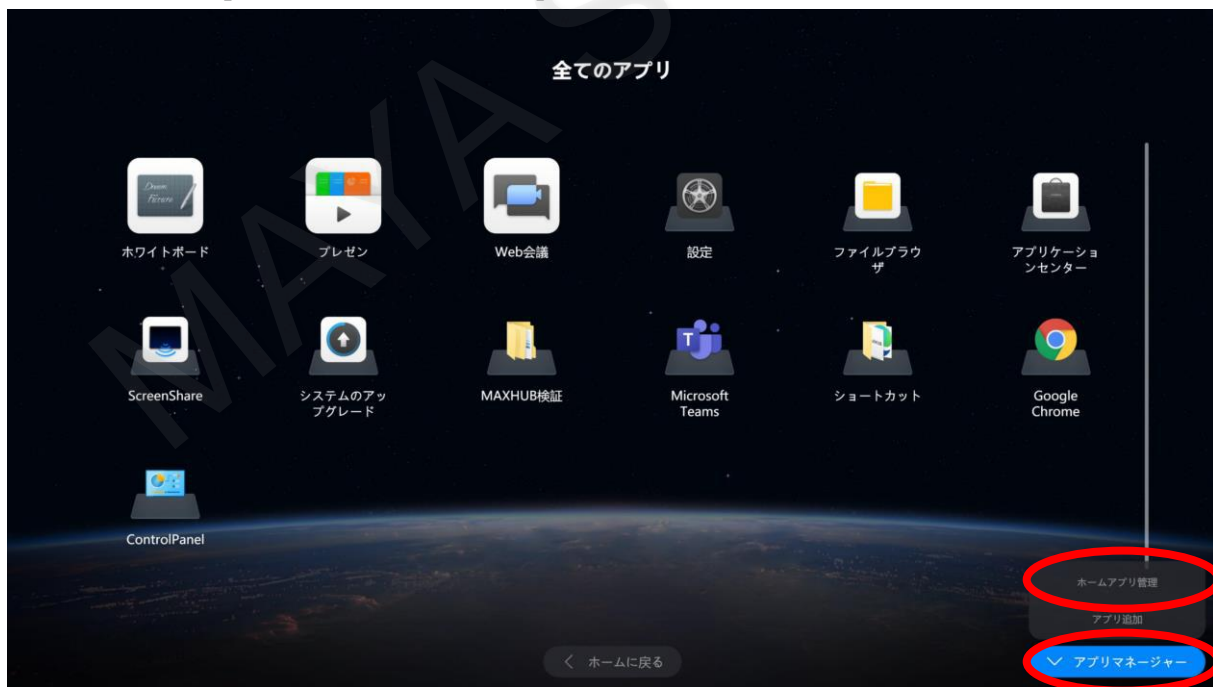 全てのアプリ
ホワイトボード
プレゼン
Web会議
設定
ファイルブラウ
ザ
アプリケーショ
ンセンター
ScreenShare
システムのアッ
プグレード
MAXHUB検証
Microsoft
Teams
ショートカット
Google
Chrome
ControlPanel
ホームアプリ管理
アプリ追加
ホームに戻る
アプリマネージャー
MAYA S